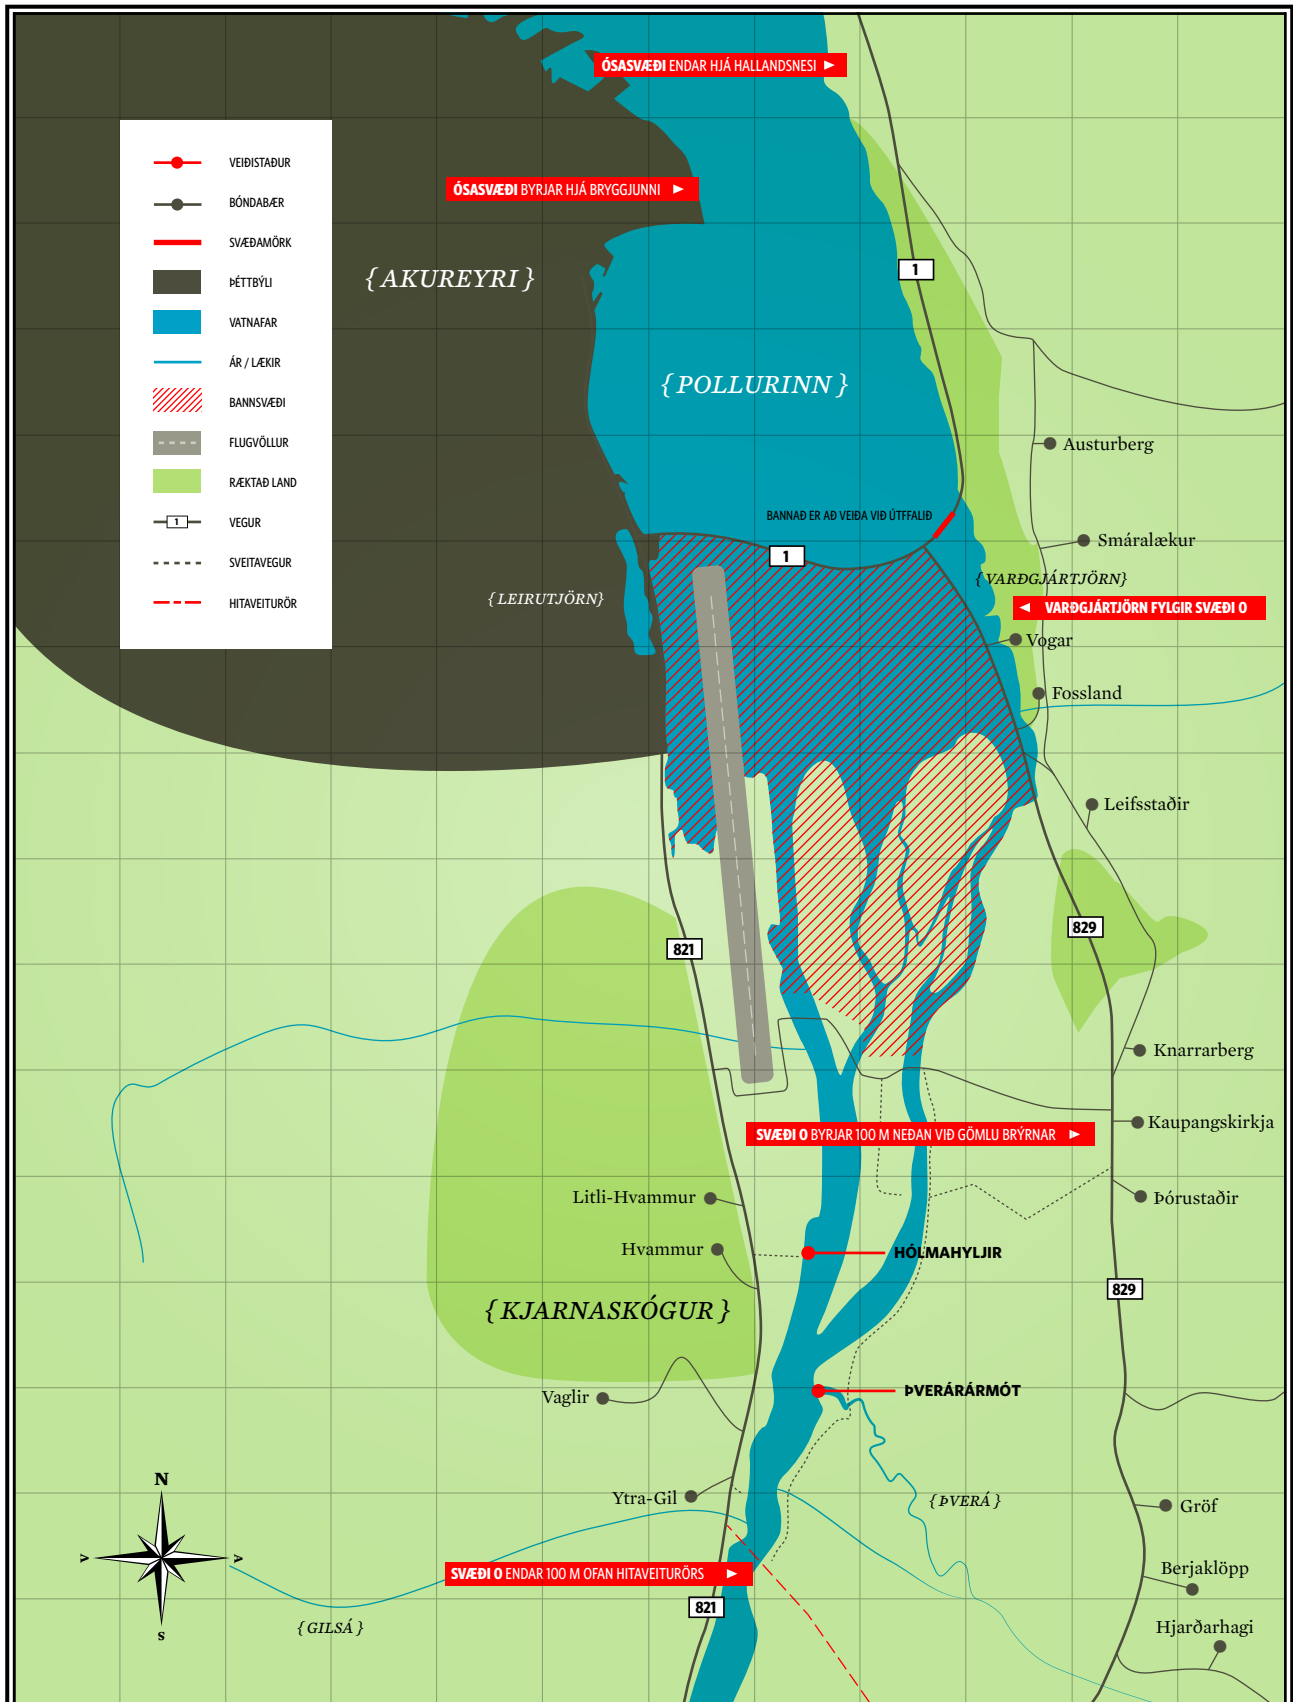 ÓSASVÆÐI ENDAR HJÁ HALLANDSNESI ►
VEIÐISTAÐUR
BÓNDABÆR
SVÆÐAMÖRK
ÞÉTTBÝLI
VATNAFAR
ÁR / LÆKIR
BANNSVÆÐI
FLUGVÖLLUR
RÆKTAÐ LAND
1 VEGUR
SVEITAVEGUR
HITAVEITURÖR
ÓSASVÆÐI BYRJAR HJÁ BRYGGJUNNI ►
{ AKUREYRI }
1
{ POLLURINN }
Austurberg
BANNAÐ ER AÐ VEIÐA VIÐ ÚTFFALIÐ
Smáralækur
1
{ VARÐGJÁRTJÖRN}
{ LEIRUTJÖRN}
◄ VARÐGJÁRTJÖRN FYLGIR SVÆÐI 0
Vogar
Fossland
Leifsstaðir
829
821
Knarrarberg
Kaupangskirkja
SVÆÐI 0 BYRJAR 100 M NEÐAN VIÐ GÖMLU BRÝRNAR ►
Litli-Hvammur
Þórustaðir
Hvammur
HÓLMAHYLJIR
829
{ KJARNASKÓGUR }
ÞVERÁRÁRMÓT
Vaglir
N
Ytra-Gil
{ ÞVERÁ }
Gröf
V
A
Berjaklöpp
SVÆÐI 0 ENDAR 100 M OFAN HITAVEITURÖRS ►
821
{ GILSÁ }
S
Hjarðarhagi